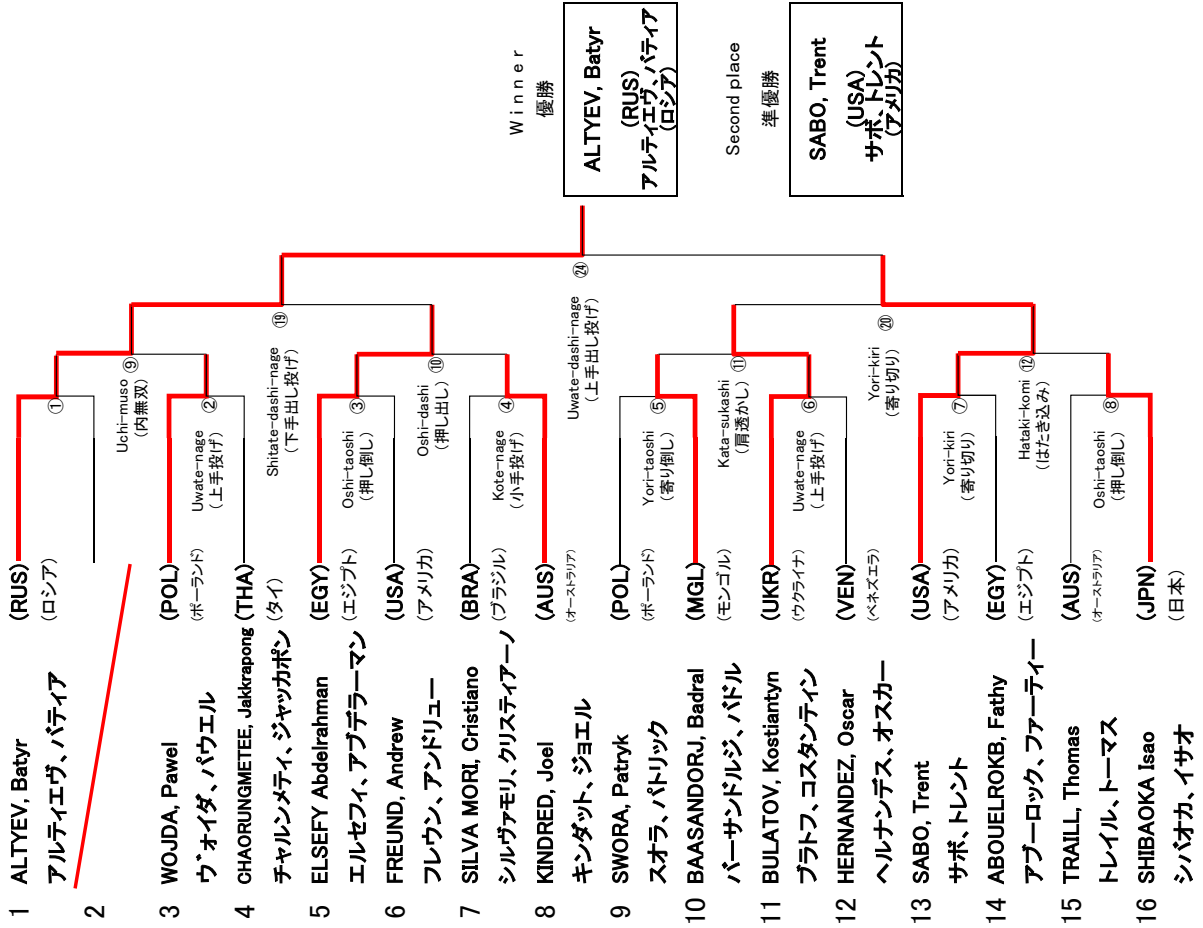 1 ALTYEV, Batyr (RUS)
アルティエヴ、バティア (ロシア)
2
3 WOJDA, Pawel (POL)
ヴォイダ、パウエル (ポーランド)
4 CHAORUNGMETEE, Jakkrapong (THA)
チャルンメティ、ジャッカポン (タイ)
5 ELSEFY Abdelrahman (EGY)
エルセフィ、アブデラーマン (エジプト)
6 FREUND, Andrew (USA)
フレウン、アンドリュー (アメリカ)
7 SILVA MORI, Cristiano (BRA)
シルヴァモリ、クリスティアーノ (ブラジル)
8 KINDRED, Joel (AUS)
キンダット、ジョエル (オーストラリア)
9 SWORA, Patryk (POL)
スオラ、パトリック (ポーランド)
10 BAASANDORJ, Badral (MGL)
バーサンドルジ、バドル (モンゴル)
11 BULATOV, Kostiantyn (UKR)
ブラトフ、コスタンティン (ウクライナ)
12 HERNANDEZ, Oscar (VEN)
ヘルナンデス、オスカー (ベネズエラ)
13 SABO, Trent (USA)
サボ、トレント (アメリカ)
14 ABOUELROKB, Fathy (EGY)
アブーロック、ファーティー (エジプト)
15 TRAILL, Thomas (AUS)
トレイル、トーマス (オーストラリア)
16 SHIBAOKA Isao (JPN)
シバオカ、イサオ (日本)
①
②
Uwate-nage
(上手投げ)
③
Oshi-taoshi
(押し倒し)
④
Kote-nage
(小手投げ)
⑤
Yori-taoshi
(寄り倒し)
⑥
Uwate-nage
(上手投げ)
⑦
Yori-kiri
(寄り切り)
⑧
Oshi-taoshi
(押し倒し)
⑨
Uchi-muso
(内無双)
⑩
Oshi-dashi
(押し出し)
⑪
Kata-sukashi
(肩透かし)
⑫
Hataki-komi
(はたき込み)
⑲
Shitate-dashi-nage
(下手出し投げ)
⑳
Yori-kiri
(寄り切り)
㉔
Uwate-dashi-nage
(上手出し投げ)
Winner
優勝
ALTYEV, Batyr
(RUS)
アルティエヴ、バティア
(ロシア)
Second place
準優勝
SABO, Trent
(USA)
サボ、トレント
(アメリカ)